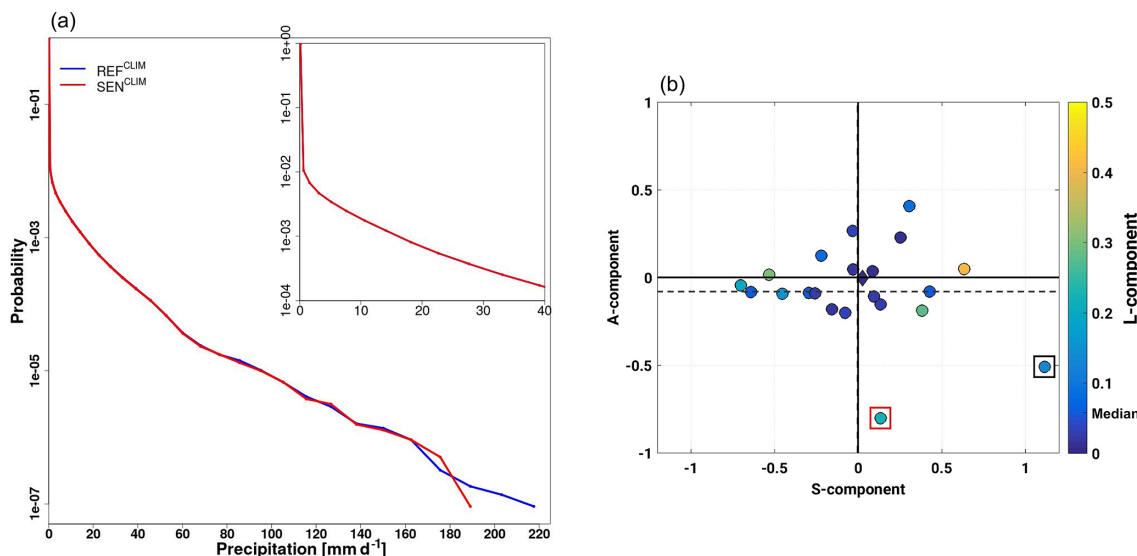 (a)
REF^CLIM
SEN^CLIM
Probability
1e-01
1e-03
1e-05
1e-07
0 20 40 60 80 100 120 140 160 180 200 220
Precipitation [mm d⁻¹]
1e+00
1e-01
1e-02
1e-03
1e-04
0 10 20 30 40
(b)
A-component
1
0.5
0
-0.5
-1
-1 -0.5 0 0.5 1
S-component
0.5
0.4
0.3
0.2
0.1
Median
0
L-component